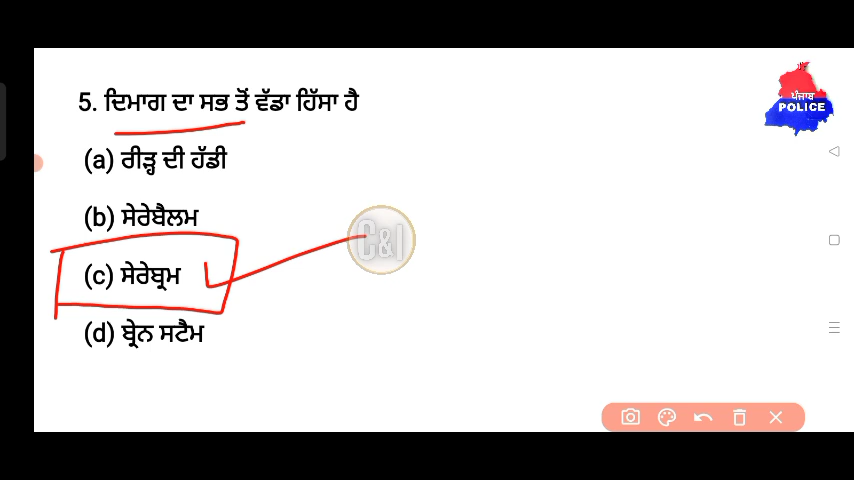 ਪੰਜਾਬ
POLICE
5. ਦਿਮਾਗ ਦਾ ਸਭ ਤੋਂ ਵੱਡਾ ਹਿੱਸਾ ਹੈ
(a) ਰੀੜ੍ਹ ਦੀ ਹੱਡੀ
(b) ਸੇਰੇਬੈਲਮ
C&I
(c) ਸੇਰੇਬ੍ਰਮ
(d) ਬ੍ਰੇਨ ਸਟੈਮ